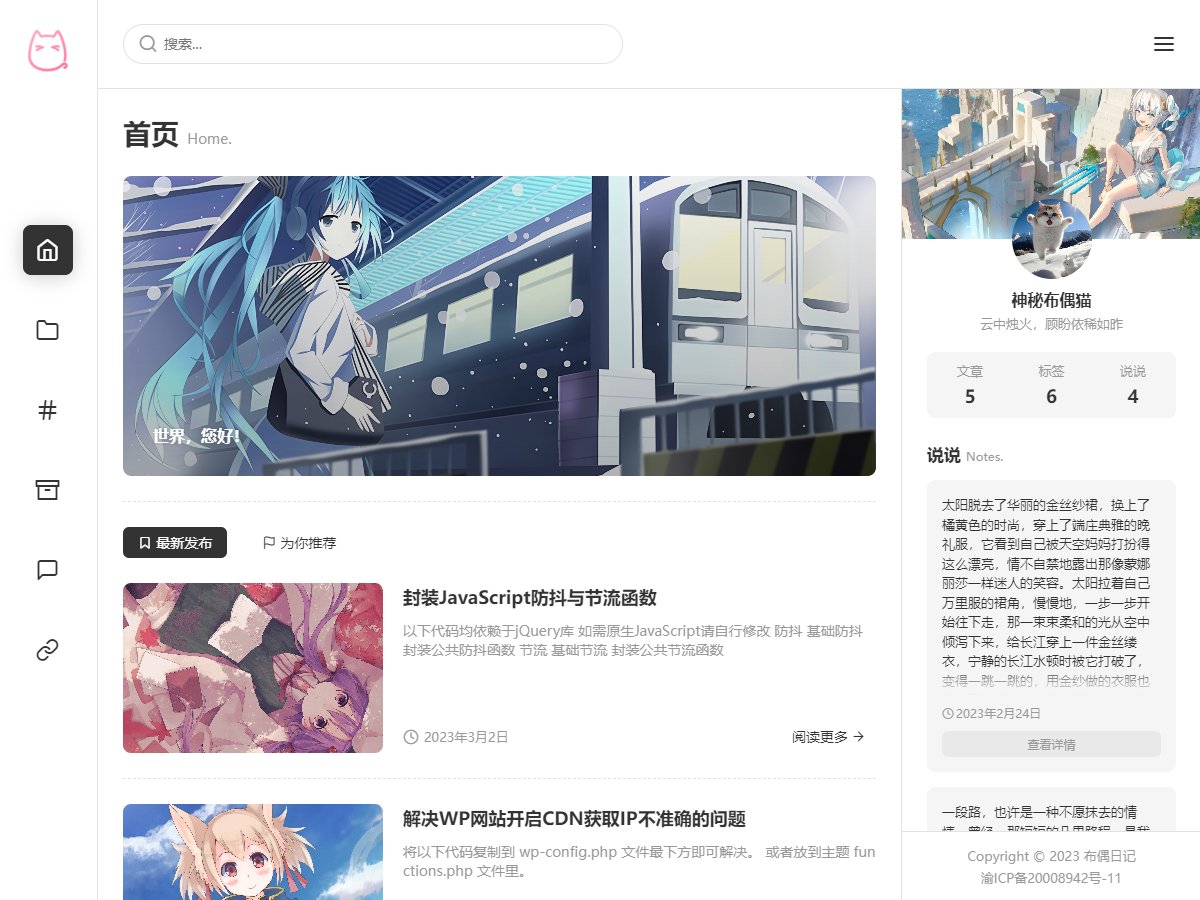 搜索...
首页 Home.
世界，您好!
最新发布
为你推荐
封装JavaScript防抖与节流函数
以下代码均依赖于jQuery库 如需原生JavaScript请自行修改 防抖 基础防抖
封装公共防抖函数 节流 基础节流 封装公共节流函数
2023年3月2日
阅读更多
解决WP网站开启CDN获取IP不准确的问题
将以下代码复制到 wp-config.php 文件最下方即可解决。 或者放到主题 fun
ctions.php 文件里。
神秘布偶猫
云中烛火，顾盼依稀如昨
文章
标签
说说
5
6
4
说说 Notes.
太阳脱去了华丽的金丝纱裙，换上了
橘黄色的时尚，穿上了端庄典雅的晚
礼服，它看到自己被天空妈妈打扮得
这么漂亮，情不自禁地露出那像蒙娜
丽莎一样迷人的笑容。太阳拉着自己
万里服的裙角，慢慢地，一步一步开
始往下走，那一束束柔和的光从空中
倾泻下来，给长江穿上一件金丝缕
衣，宁静的长江水顿时被它打破了，
变得一跳一跳的，用金纱做的衣服也
2023年2月24日
查看详情
一段路，也许是一种不愿抹去的情
Copyright © 2023 布偶日记
渝ICP备20008942号-11